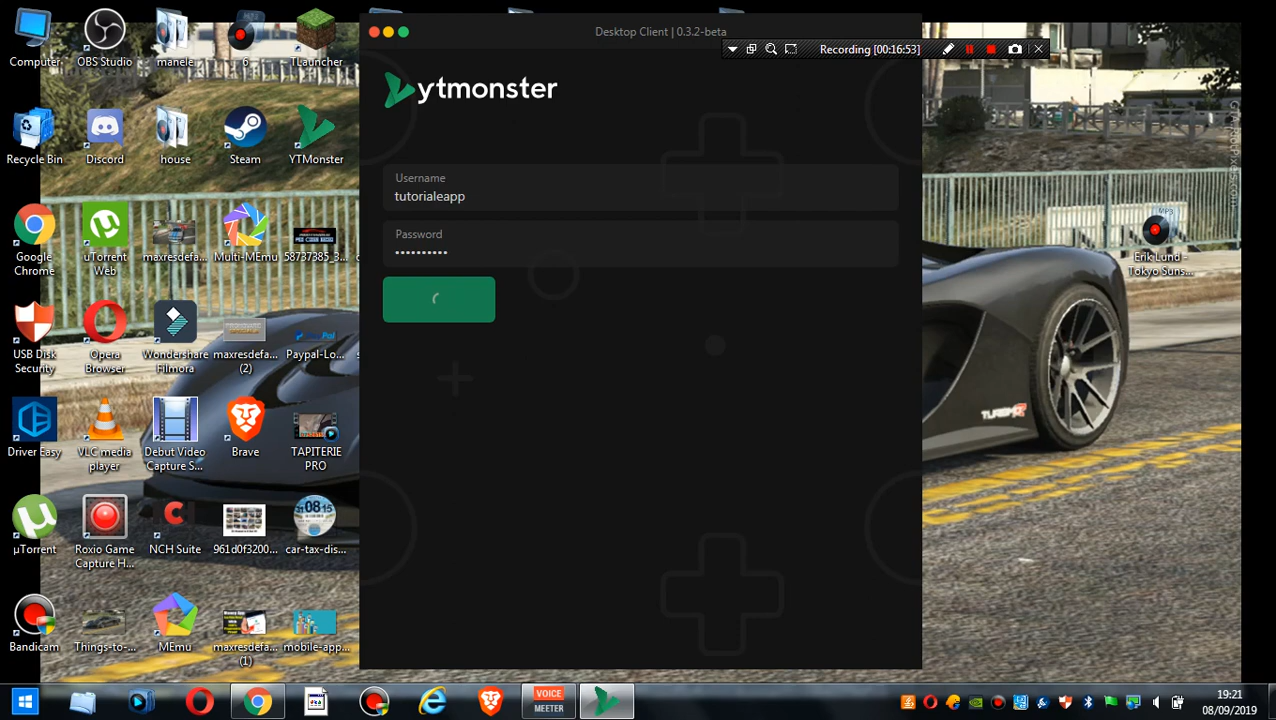 Desktop Client | 0.3.2-beta
Recording [00:16:53]
ytmonster
Username
tutorialeapp
Password
Computer
OBS Studio
manele
6
TLauncher
Recycle Bin
Discord
house
Steam
YTMonster
Google Chrome
uTorrent Web
maxresdefa...
Multi-MEmu
58737385_3...
USB Disk Security
Opera Browser
Wondershare Filmora
maxresdefa... (2)
Paypal-Lo...
Driver Easy
VLC media player
Debut Video Capture S...
Brave
TAPITERIE PRO
µTorrent
Roxio Game Capture H...
NCH Suite
961d0f3200...
car-tax-dis...
Bandicam
Things-to-...
MEmu
maxresdefa... (1)
mobile-app...
MP3
Erik Lund - Tokyo Suns...
VOICE
MEETER
19:21
08/09/2019